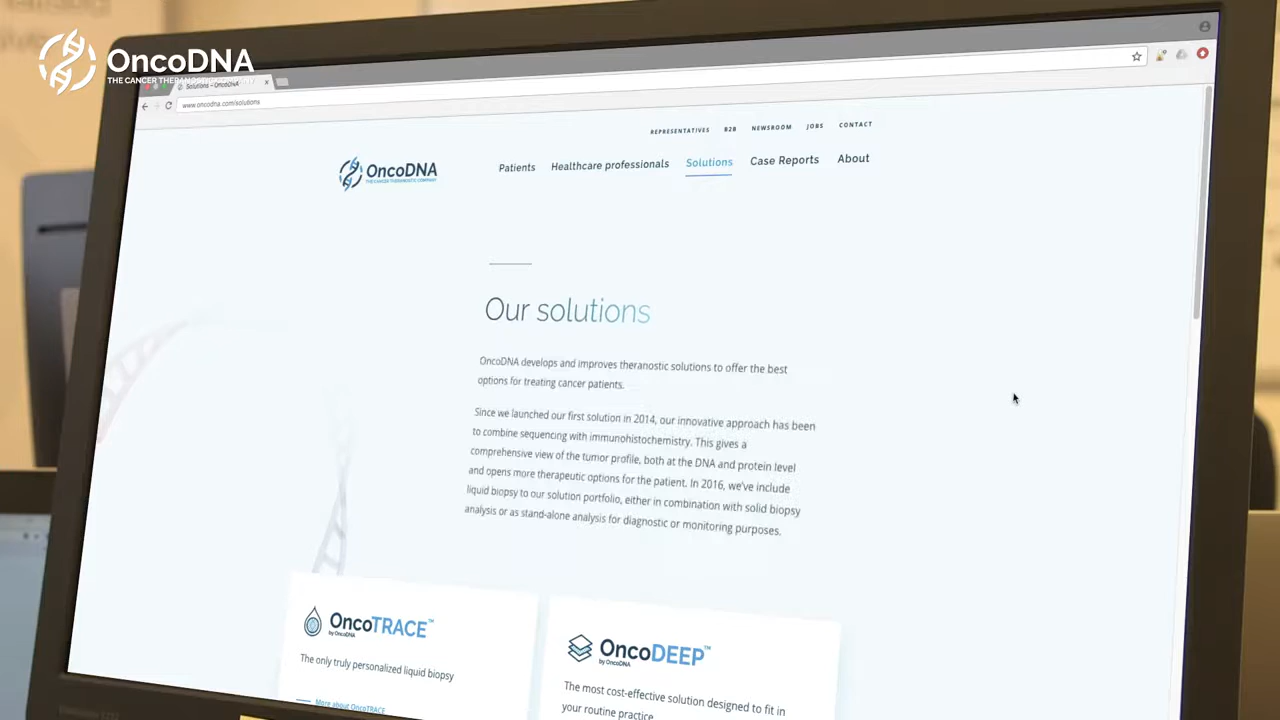 OncoDNA
THE CANCER THERANOSTIC COMPANY
Solutions – OncoDNA
www.oncodna.com/solutions
REPRESENTATIVES B2B NEWSROOM JOBS CONTACT
OncoDNA
THE CANCER THERANOSTIC COMPANY
Patients Healthcare professionals Solutions Case Reports About
Our solutions
OncoDNA develops and improves theranostic solutions to offer the best
options for treating cancer patients.
Since we launched our first solution in 2014, our innovative approach has been
to combine sequencing with immunohistochemistry. This gives a
comprehensive view of the tumor profile, both at the DNA and protein level
and opens more therapeutic options for the patient. In 2016, we've include
liquid biopsy to our solution portfolio, either in combination with solid biopsy
analysis or as stand-alone analysis for diagnostic or monitoring purposes.
OncoTRACE™
by OncoDNA
The only truly personalized liquid biopsy
More about OncoTRACE
OncoDEEP™
by OncoDNA
The most cost-effective solution designed to fit in
your routine practice